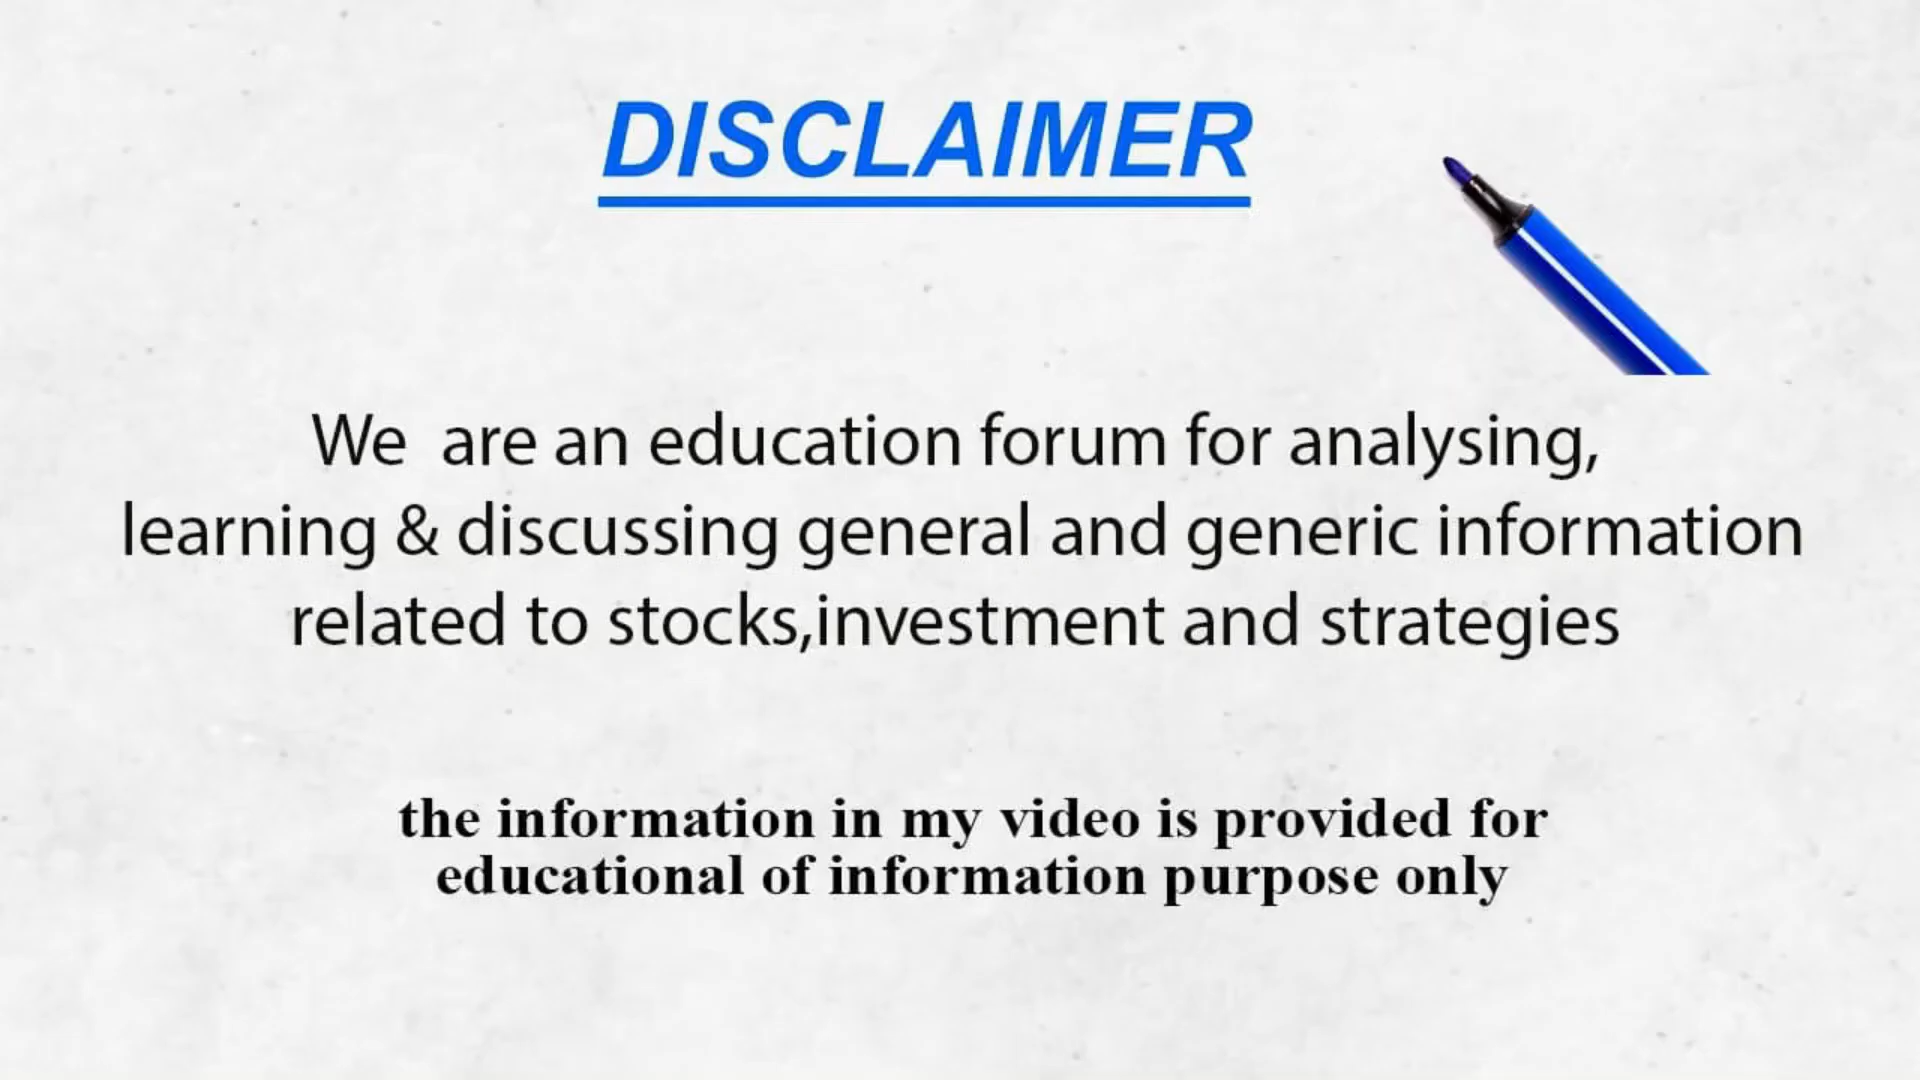 DISCLAIMER
We are an education forum for analysing,
learning & discussing general and generic information
related to stocks,investment and strategies
the information in my video is provided for
educational of information purpose only